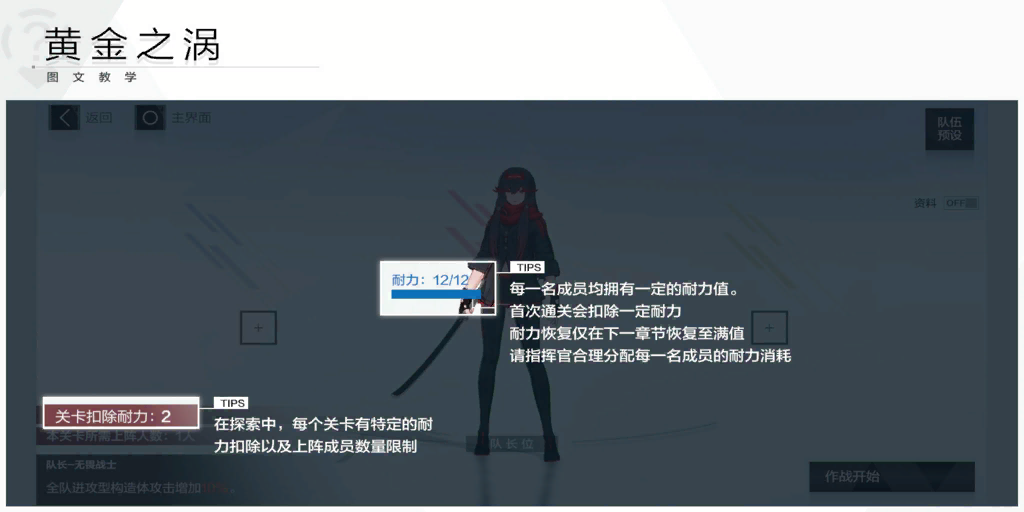 黄金之涡
图文教学
返回
主界面
队伍
预设
资料 OFF
耐力：12/12
TIPS
每一名成员均拥有一定的耐力值。
首次通关会扣除一定耐力
耐力恢复仅在下一章节恢复至满值
请指挥官合理分配每一名成员的耐力消耗
关卡扣除耐力：2
TIPS
在探索中，每个关卡有特定的耐
力扣除以及上阵成员数量限制
本关卡所需上阵人数：1人
队长位
队长—无畏战士
全队进攻型构造体攻击增加
作战开始